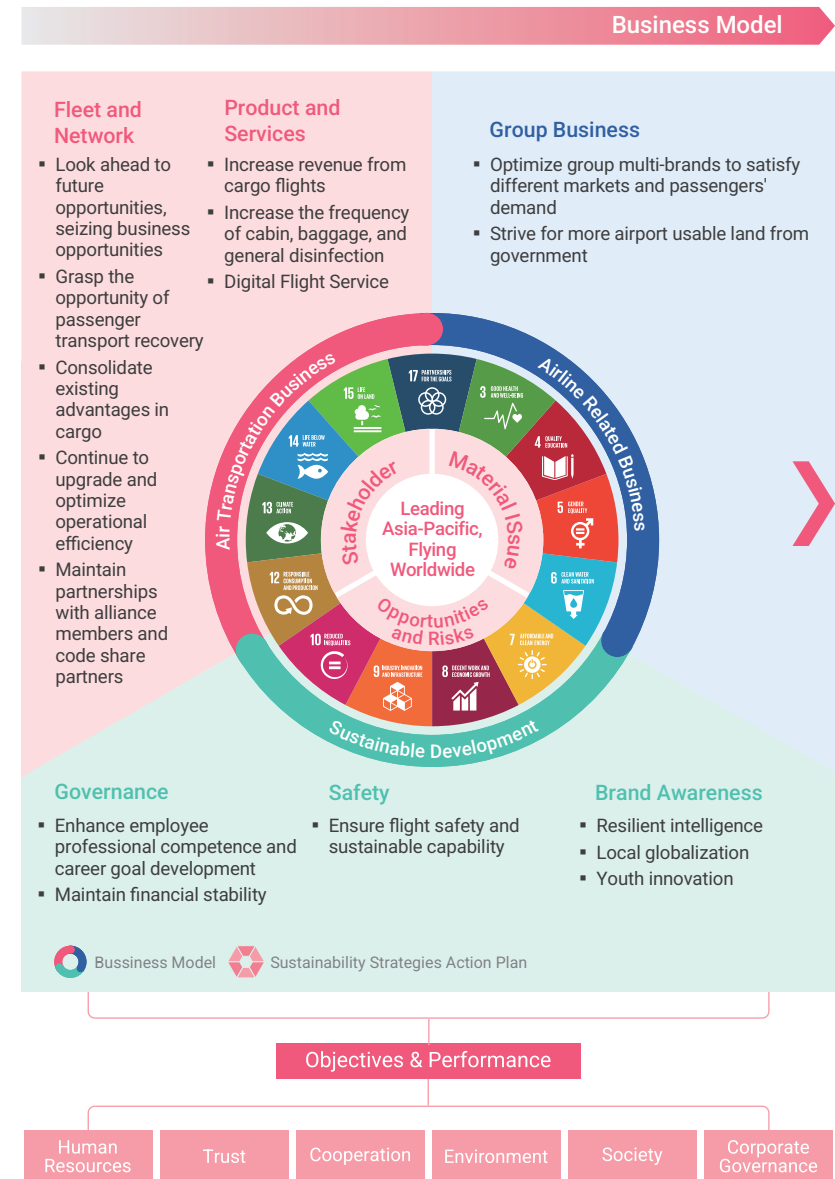 Business Model
Fleet and
Network
▪ Look ahead to
future
opportunities,
seizing business
opportunities
▪ Grasp the
opportunity of
passenger
transport recovery
▪ Consolidate
existing
advantages in
cargo
▪ Continue to
upgrade and
optimize
operational
efficiency
▪ Maintain
partnerships
with alliance
members and
code share
partners
Product and
Services
▪ Increase revenue from
cargo flights
▪ Increase the frequency
of cabin, baggage, and
general disinfection
▪ Digital Flight Service
Group Business
▪ Optimize group multi-brands to satisfy
different markets and passengers'
demand
▪ Strive for more airport usable land from
government
Air Transportation Business
Airline Related Business
Sustainable Development
17 PARTNERSHIPS
FOR THE GOALS
3 GOOD HEALTH
AND WELL-BEING
4 QUALITY
EDUCATION
5 GENDER
EQUALITY
6 CLEAN WATER
AND SANITATION
7 AFFORDABLE AND
CLEAN ENERGY
8 DECENT WORK AND
ECONOMIC GROWTH
9 INDUSTRY, INNOVATION
AND INFRASTRUCTURE
10 REDUCED
INEQUALITIES
12 RESPONSIBLE
CONSUMPTION
AND PRODUCTION
13 CLIMATE
ACTION
14 LIFE BELOW
WATER
15 LIFE
ON LAND
Stakeholder
Material ISsue
Opportunities
and Risks
Leading
Asia-Pacific,
Flying
Worldwide
Governance
▪ Enhance employee
professional competence and
career goal development
▪ Maintain financial stability
Safety
▪ Ensure flight safety and
sustainable capability
Brand Awareness
▪ Resilient intelligence
▪ Local globalization
▪ Youth innovation
Bussiness Model
Sustainability Strategies Action Plan
Objectives & Performance
Human
Resources
Trust
Cooperation
Environment
Society
Corporate
Governance